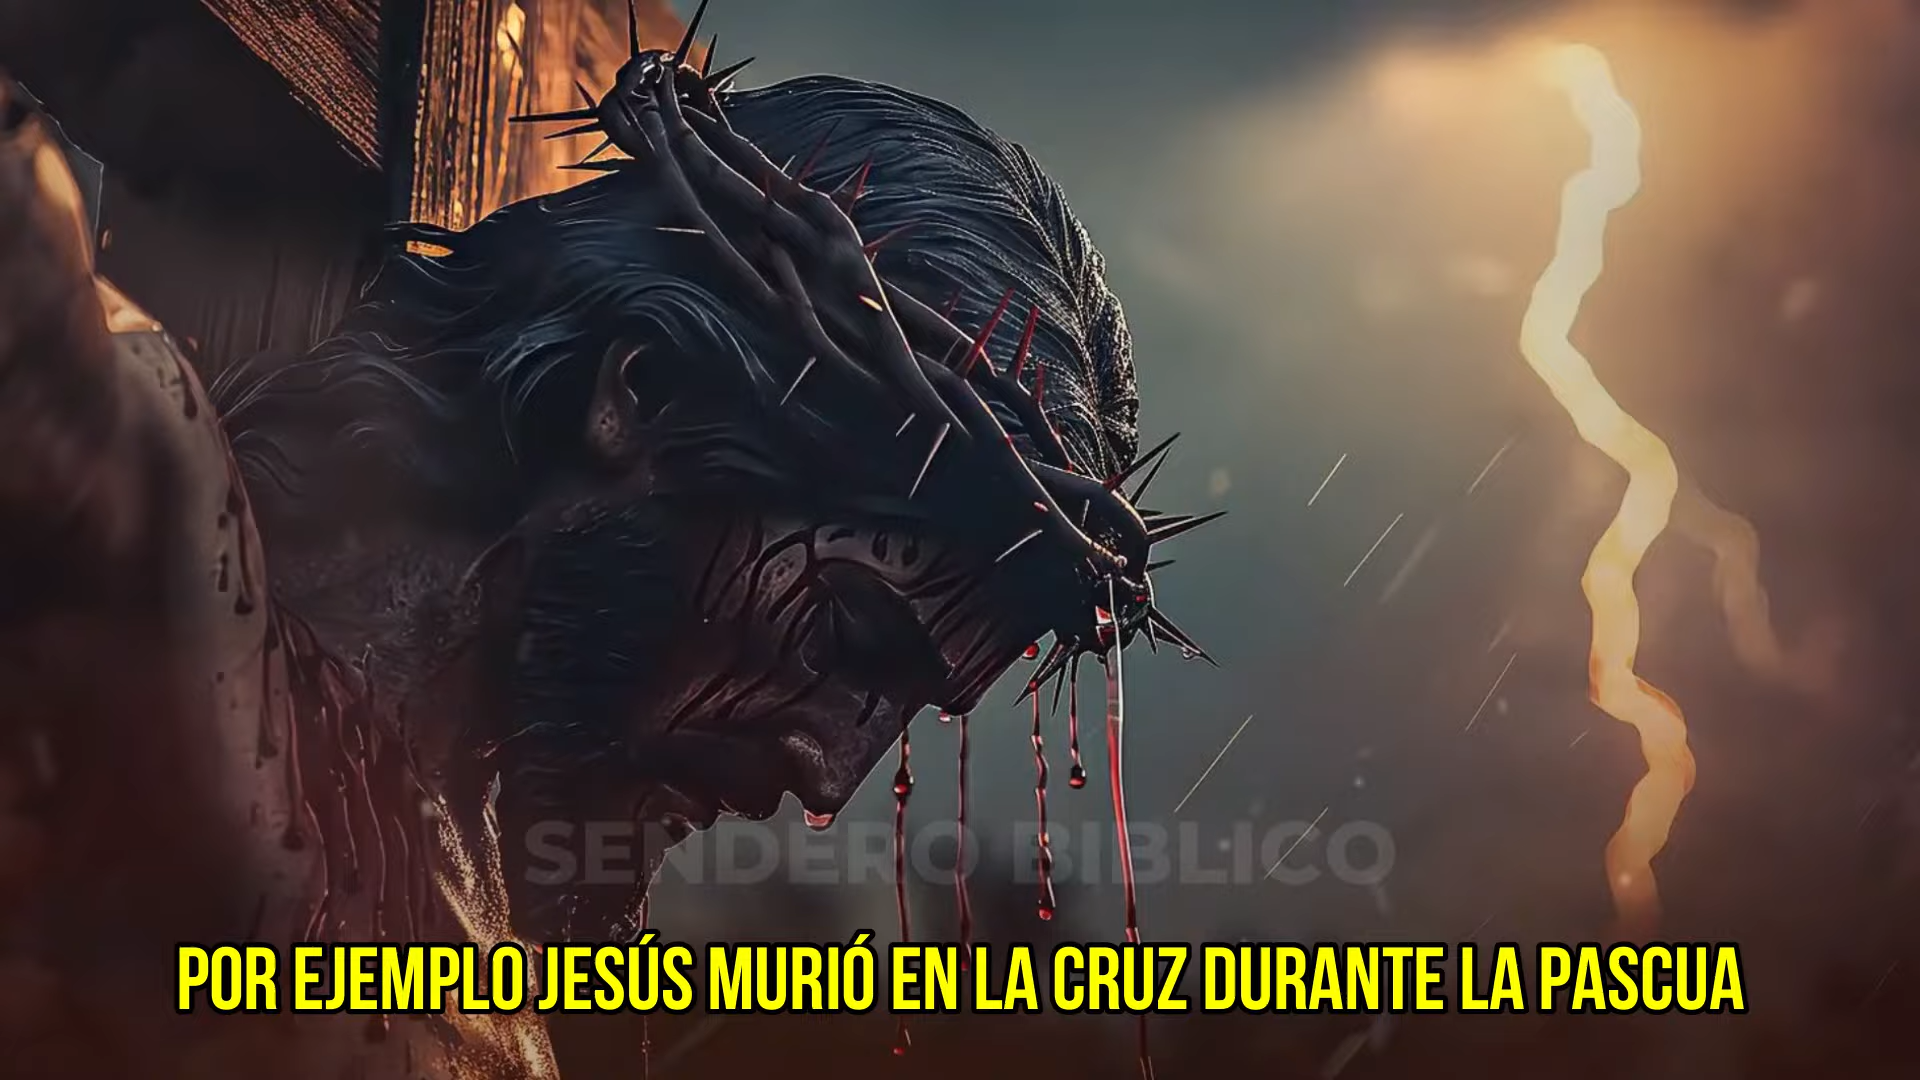 SENDERO BIBLICO
POR EJEMPLO JESÚS MURIÓ EN LA CRUZ DURANTE LA PASCUA